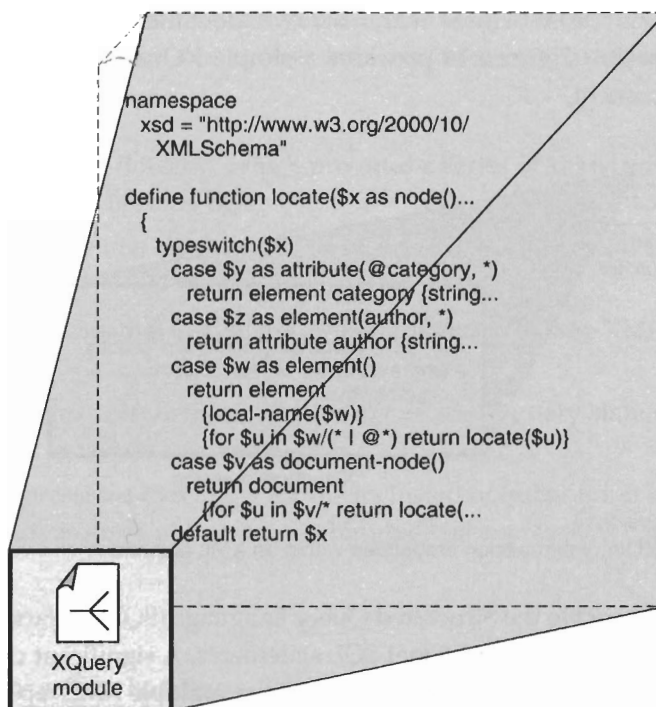 namespace
xsd = "http://www.w3.org/2000/10/
XMLSchema"
define function locate($x as node()...
{
typeswitch($x)
case $y as attribute(@category, *)
return element category {string...
case $z as element(author, *)
return attribute author {string...
case $w as element()
return element
{local-name($w)}
{for $u in $w/(* | @*) return locate($u)}
case $v as document-node()
return document
{for $u in $v/* return locate(...
default return $x
XQuery
module